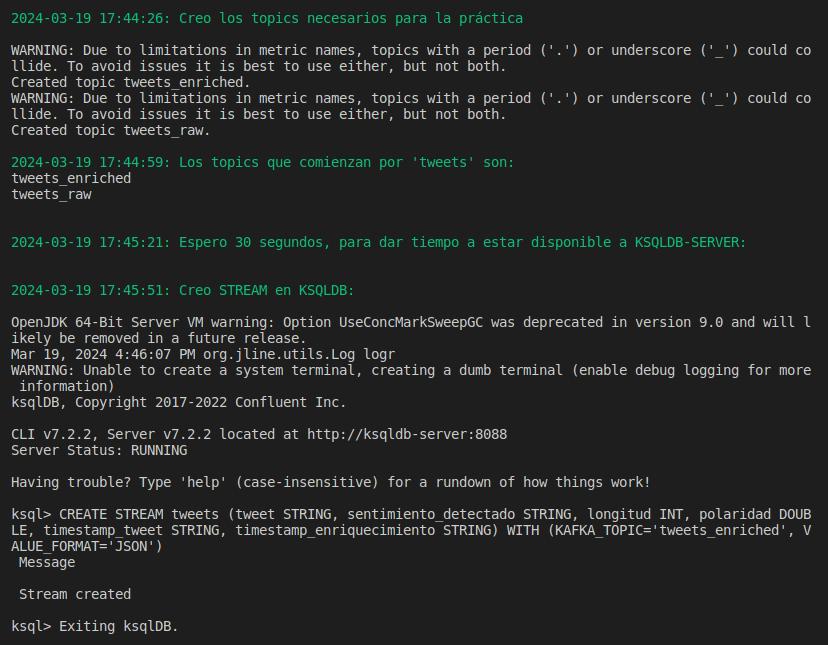 2024-03-19 17:44:26: Creo los topics necesarios para la práctica
WARNING: Due to limitations in metric names, topics with a period ('.') or underscore ('_') could co
llide. To avoid issues it is best to use either, but not both.
Created topic tweets_enriched.
WARNING: Due to limitations in metric names, topics with a period ('.') or underscore ('_') could co
llide. To avoid issues it is best to use either, but not both.
Created topic tweets_raw.
2024-03-19 17:44:59: Los topics que comienzan por 'tweets' son:
tweets_enriched
tweets_raw
2024-03-19 17:45:21: Espero 30 segundos, para dar tiempo a estar disponible a KSQLDB-SERVER:
2024-03-19 17:45:51: Creo STREAM en KSQLDB:
OpenJDK 64-Bit Server VM warning: Option UseConcMarkSweepGC was deprecated in version 9.0 and will l
ikely be removed in a future release.
Mar 19, 2024 4:46:07 PM org.jline.utils.Log logr
WARNING: Unable to create a system terminal, creating a dumb terminal (enable debug logging for more
 information)
ksqlDB, Copyright 2017-2022 Confluent Inc.
CLI v7.2.2, Server v7.2.2 located at http://ksqldb-server:8088
Server Status: RUNNING
Having trouble? Type 'help' (case-insensitive) for a rundown of how things work!
ksql> CREATE STREAM tweets (tweet STRING, sentimiento_detectado STRING, longitud INT, polaridad DOUB
LE, timestamp_tweet STRING, timestamp_enriquecimiento STRING) WITH (KAFKA_TOPIC='tweets_enriched', V
ALUE_FORMAT='JSON')
 Message
 Stream created
ksql> Exiting ksqlDB.